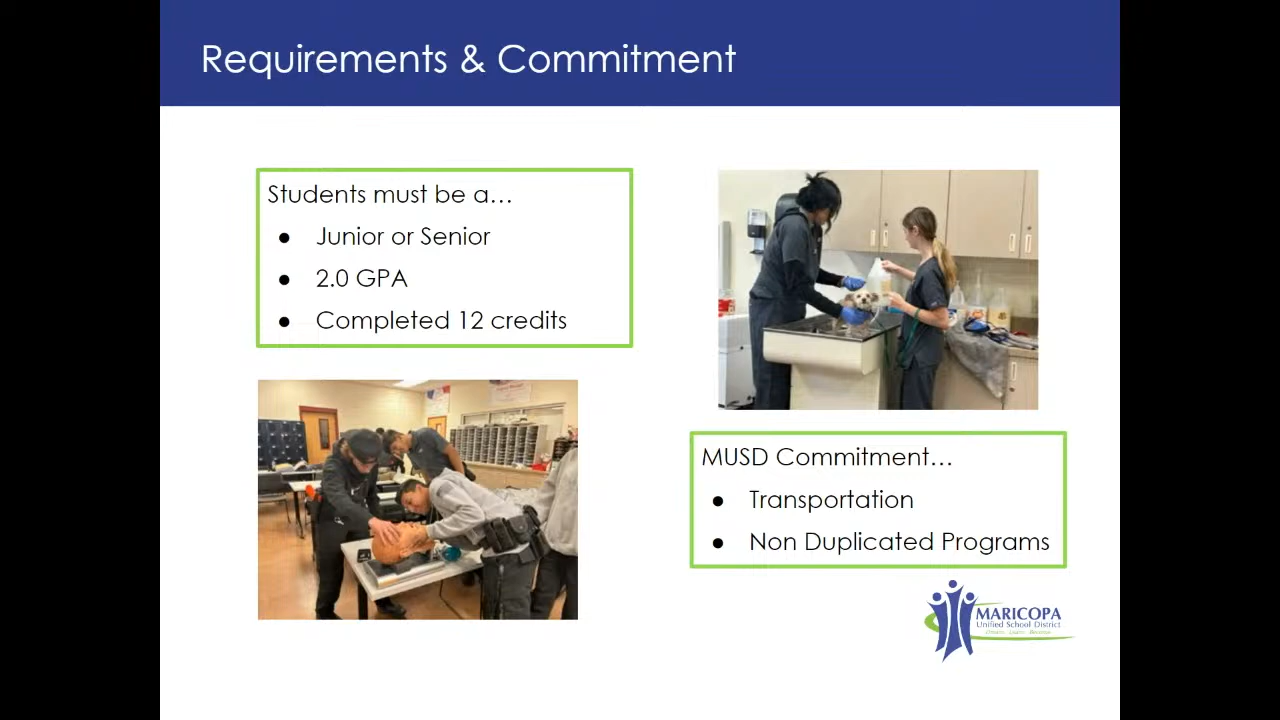 Requirements & Commitment
Students must be a...
● Junior or Senior
● 2.0 GPA
● Completed 12 credits
MUSD Commitment...
● Transportation
● Non Duplicated Programs
MARICOPA
Unified School District